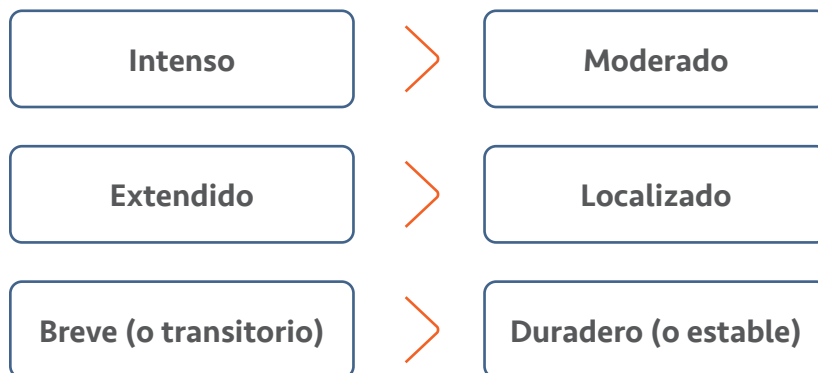 Intenso
Moderado
Extendido
Localizado
Breve (o transitorio)
Duradero (o estable)